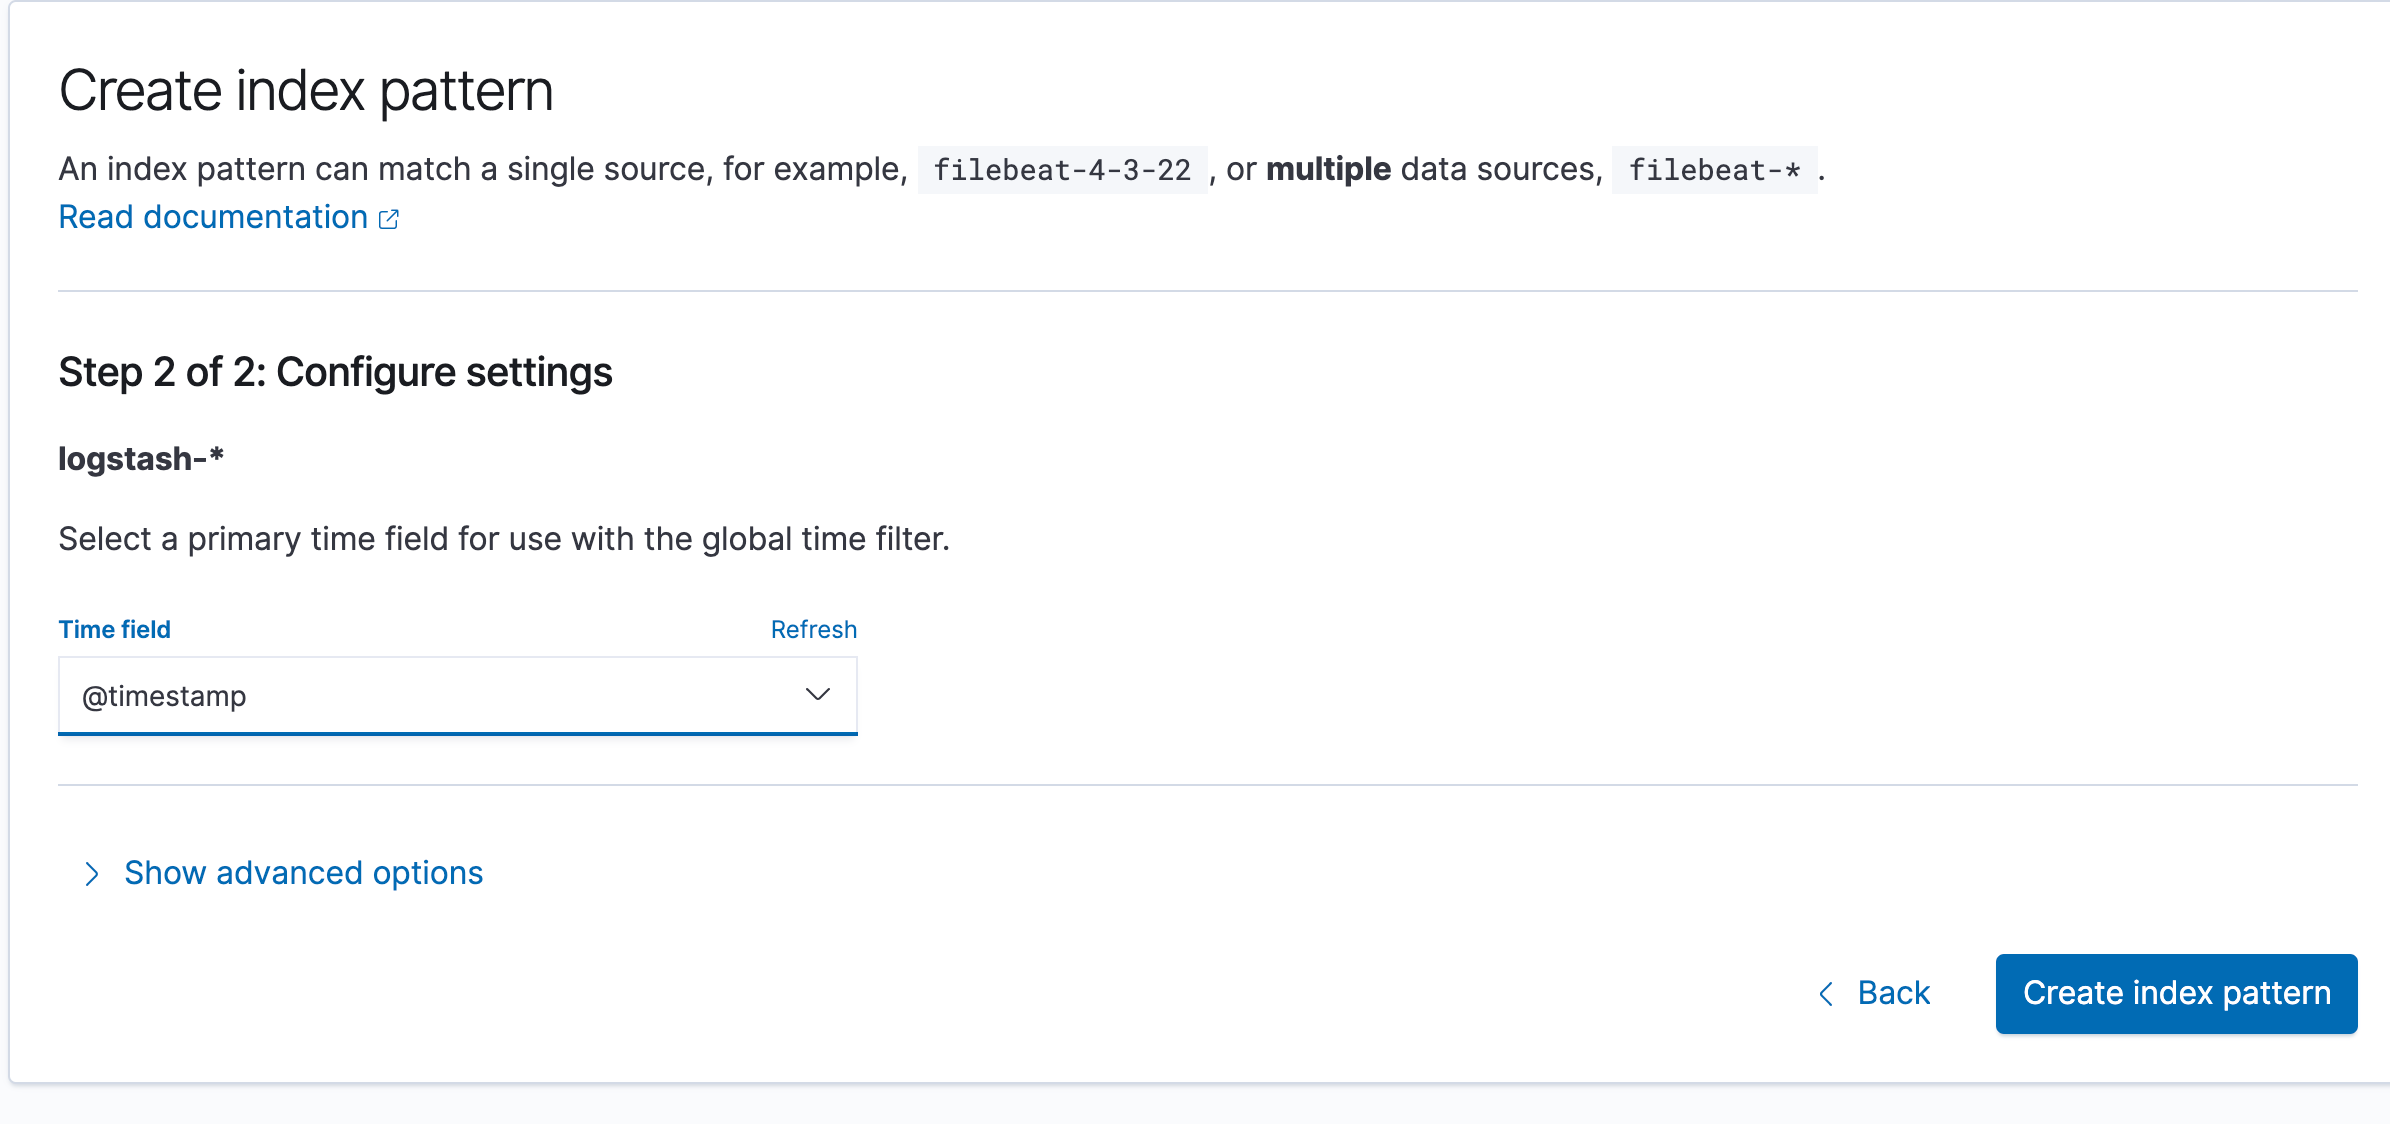 Create index pattern
An index pattern can match a single source, for example, filebeat-4-3-22 , or multiple data sources, filebeat-* .
Read documentation
Step 2 of 2: Configure settings
logstash-*
Select a primary time field for use with the global time filter.
Time field Refresh
@timestamp
Show advanced options
Back Create index pattern